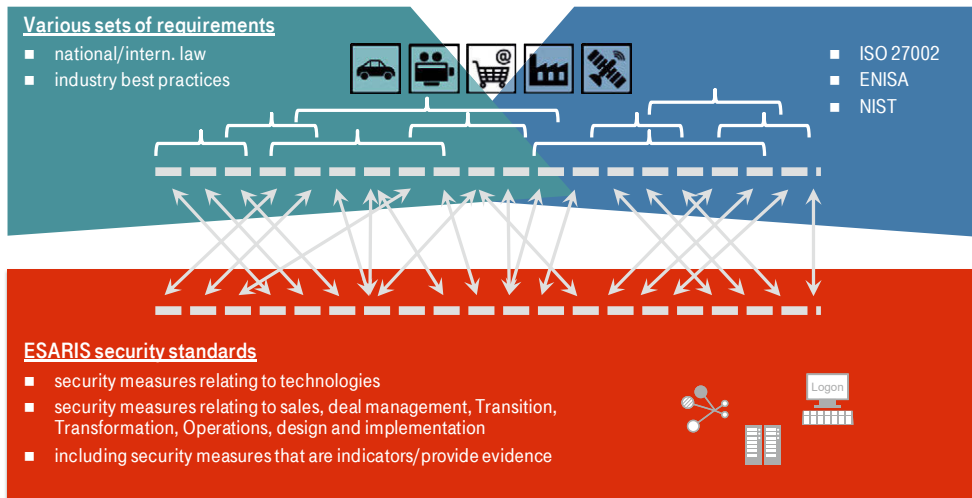 Various sets of requirements
national/intern. law
industry best practices
@
ISO 27002
ENISA
NIST
ESARIS security standards
security measures relating to technologies
security measures relating to sales, deal management, Transition,
Transformation, Operations, design and implementation
including security measures that are indicators/provide evidence
Logon